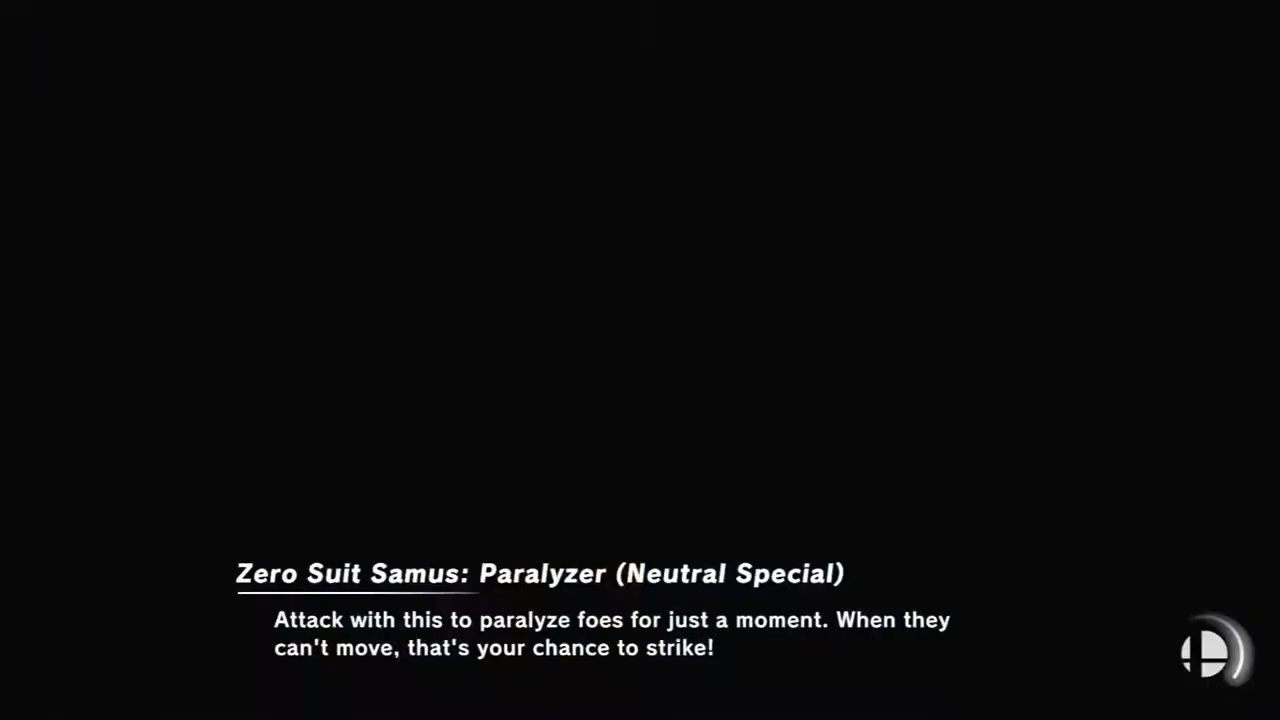 Zero Suit Samus: Paralyzer (Neutral Special)
Attack with this to paralyze foes for just a moment. When they
can't move, that's your chance to strike!